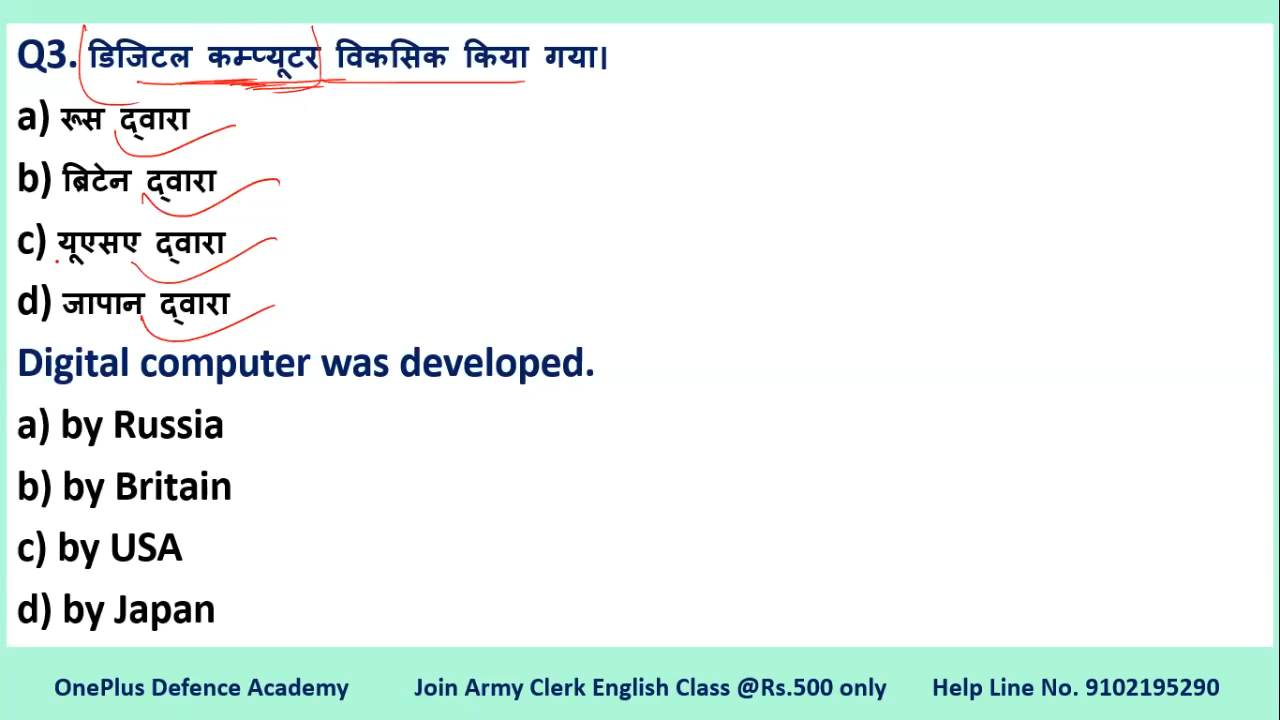 Q3. डिजिटल कम्प्यूटर विकसिक किया गया।
a) रूस द्वारा
b) ब्रिटेन द्वारा
c) यूएसए द्वारा
d) जापान द्वारा
Digital computer was developed.
a) by Russia
b) by Britain
c) by USA
d) by Japan
OnePlus Defence Academy Join Army Clerk English Class @Rs.500 only Help Line No. 9102195290